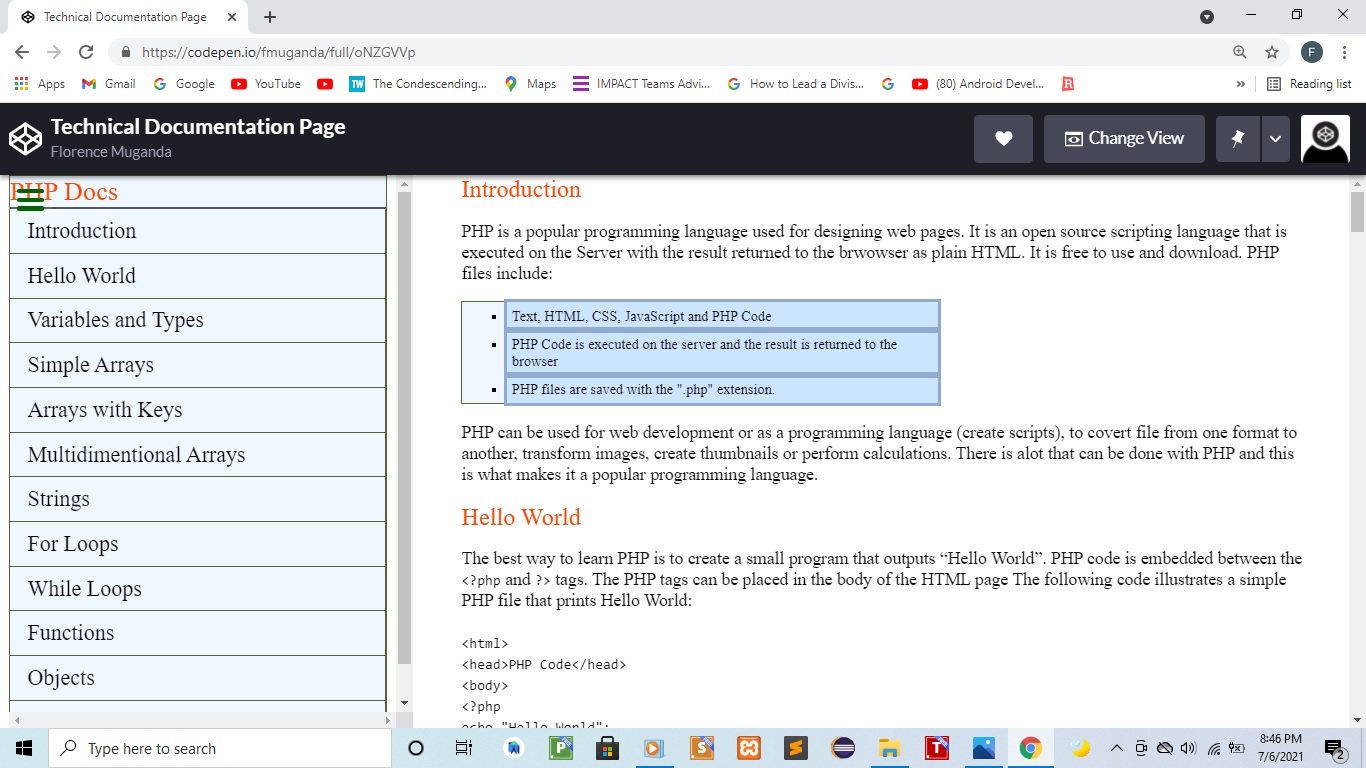 Technical Documentation Page
https://codepen.io/fmuganda/full/oNZGVVp
F
Apps
Gmail
Google
YouTube
TW
The Condescending...
Maps
IMPACT Teams Advi...
How to Lead a Divis...
(80) Android Devel...
R
»
Reading list
Technical Documentation Page
Florence Muganda
Change View
PHP Docs
Introduction
Hello World
Variables and Types
Simple Arrays
Arrays with Keys
Multidimentional Arrays
Strings
For Loops
While Loops
Functions
Objects
Introduction
PHP is a popular programming language used for designing web pages. It is an open source scripting language that is
executed on the Server with the result returned to the brwowser as plain HTML. It is free to use and download. PHP
files include:
Text, HTML, CSS, JavaScript and PHP Code
PHP Code is executed on the server and the result is returned to the
browser
PHP files are saved with the ".php" extension.
PHP can be used for web development or as a programming language (create scripts), to covert file from one format to
another, transform images, create thumbnails or perform calculations. There is alot that can be done with PHP and this
is what makes it a popular programming language.
Hello World
The best way to learn PHP is to create a small program that outputs “Hello World”. PHP code is embedded between the
<?php and ?> tags. The PHP tags can be placed in the body of the HTML page The following code illustrates a simple
PHP file that prints Hello World:
<html>
<head>PHP Code</head>
<body>
<?php
echo "Hello World";
Type here to search
8:46 PM
7/6/2021
2